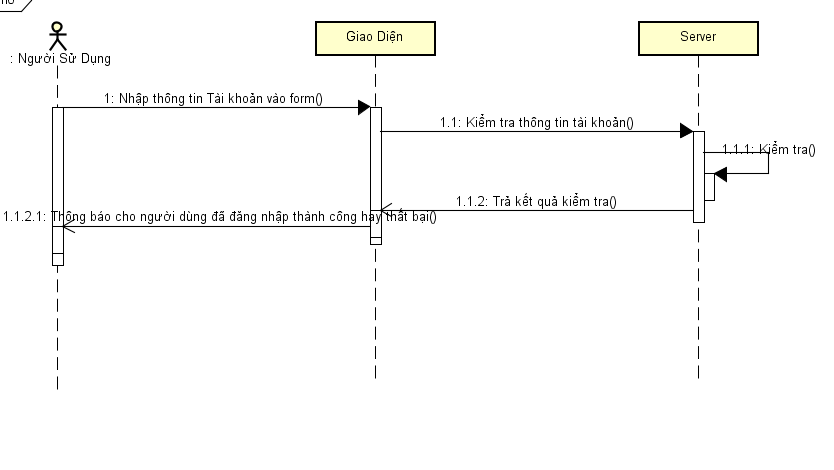 Giao Diện
Server
: Người Sử Dụng
1: Nhập thông tin Tài khoản vào form()
1.1: Kiểm tra thông tin tài khoản()
1.1.1: Kiểm tra()
1.1.2: Trả kết quả kiểm tra()
1.1.2.1: Thông báo cho người dùng đã đăng nhập thành công hay thất bại()